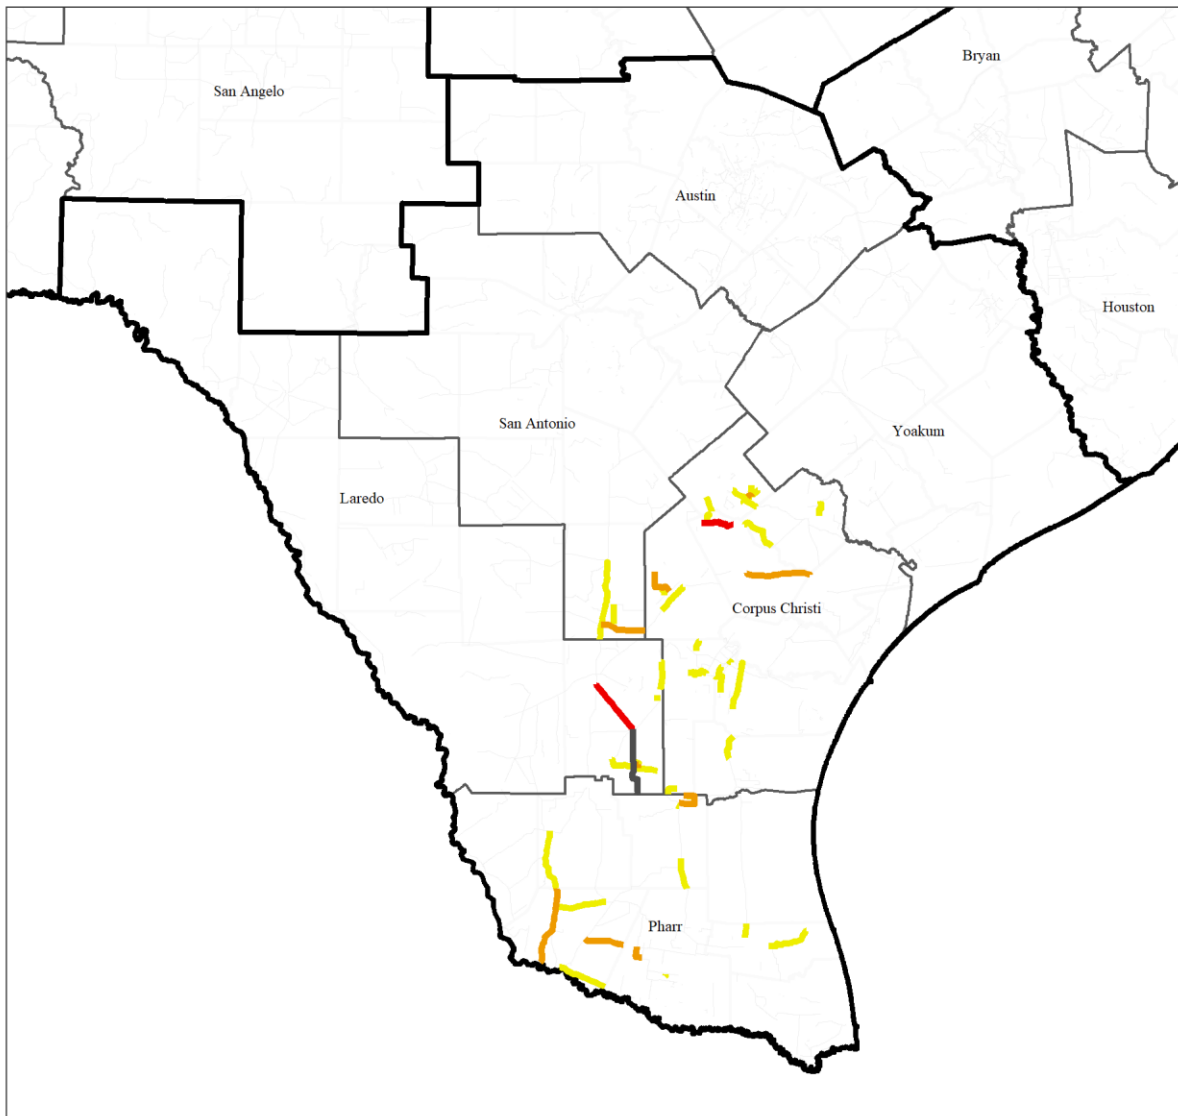 Bryan
San Angelo
Austin
Houston
San Antonio
Yoakum
Laredo
Corpus Christi
Pharr